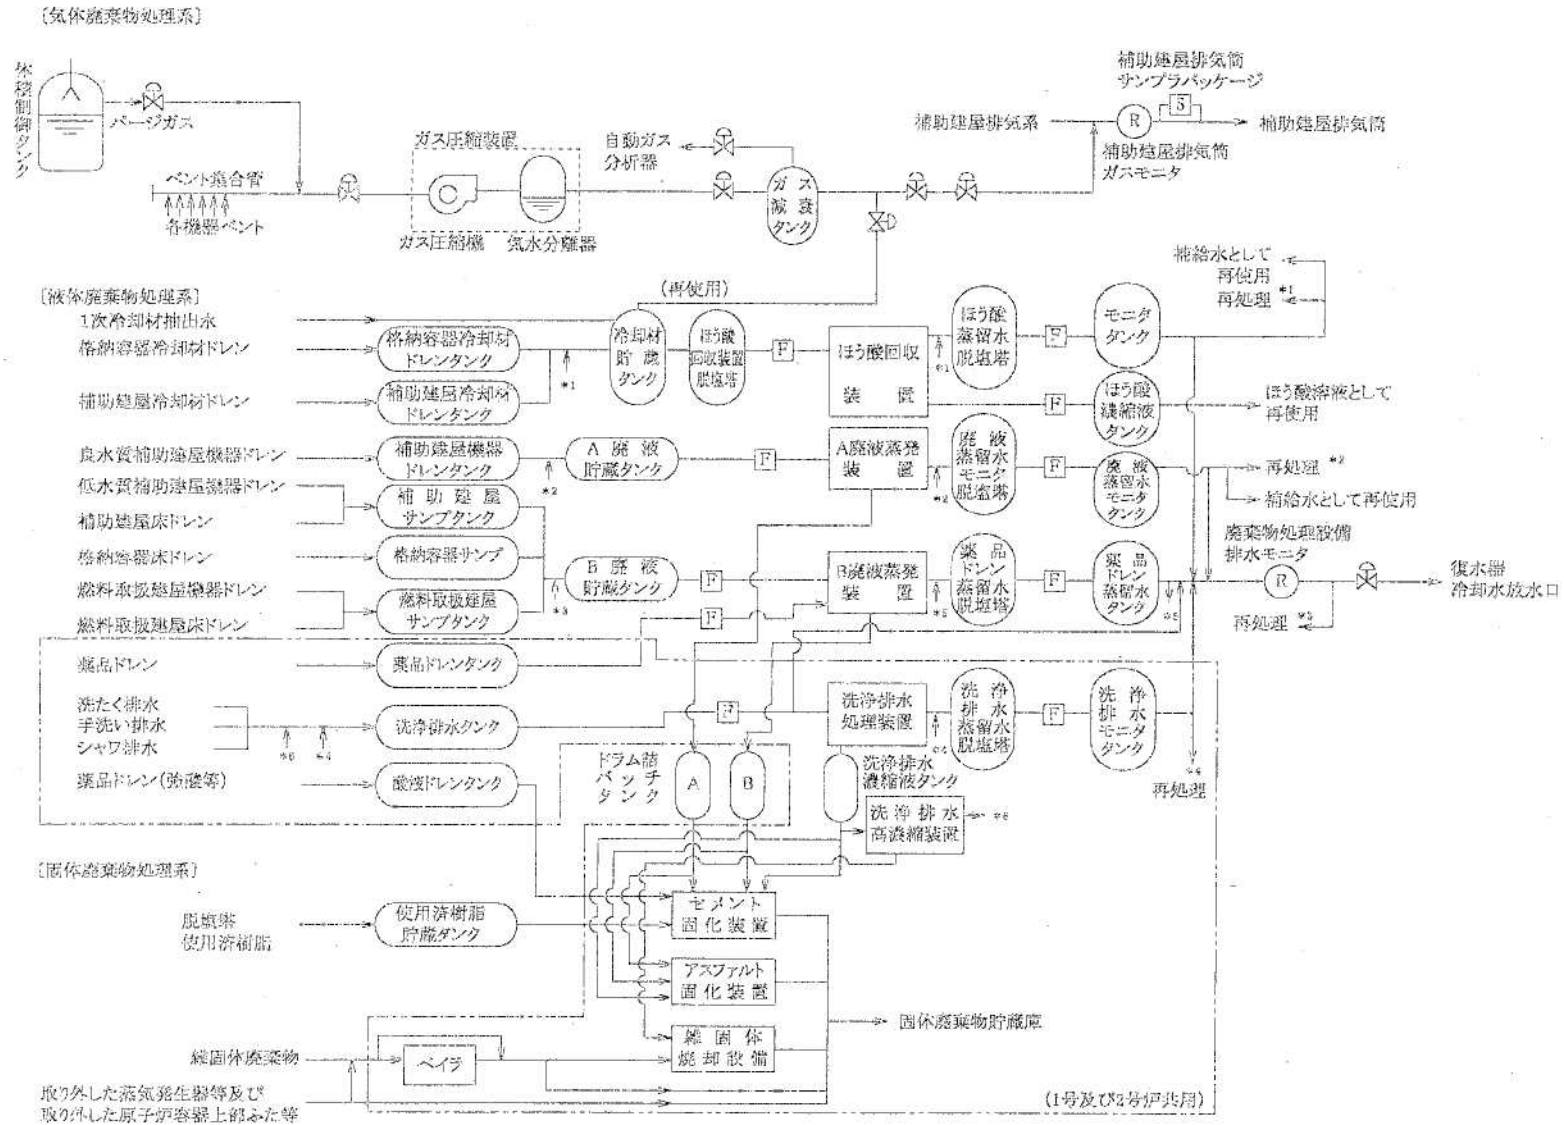 〔気体廃棄物処理系〕
体積制御タンク
パージガス
ベント集合管
各機器ベント
ガス圧縮装置
ガス圧縮機
気水分離器
自動ガス
分析器
ガス
減衰
タンク
補助建屋排気筒
サンプラパッケージ
S
補助建屋排気系
R
補助建屋排気筒
補助建屋排気筒
ガスモニタ
〔液体廃棄物処理系〕
(再使用)
補給水として
再使用
再処理 *1
1次冷却材抽出水
格納容器冷却材ドレン
格納容器冷却材
ドレンタンク
*1
冷却材
貯蔵
タンク
ほう酸
回収装置
脱塩塔
F
ほう酸回収
装置
*1
ほう酸
蒸留水
脱塩塔
F
モニタ
タンク
補助建屋冷却材ドレン
補助建屋冷却材
ドレンタンク
F
ほう酸
濃縮液
タンク
ほう酸溶液として
再使用
良水質補助建屋機器ドレン
補助建屋機器
ドレンタンク
*2
A廃液
貯蔵タンク
F
A廃液蒸発
装置
*2
廃液
蒸留水
モニタ
脱塩塔
F
廃液
蒸留水
モニタ
タンク
再処理 *2
補給水として再使用
低水質補助建屋機器ドレン
補助建屋床ドレン
補助建屋
サンプタンク
格納容器床ドレン
格納容器サンプ
*3
B廃液
貯蔵タンク
F
B廃液蒸発
装置
薬品
ドレン
蒸留水
脱塩塔
F
薬品
ドレン
蒸留水
タンク
廃棄物処理設備
排水モニタ
R
復水器
冷却水放水口
再処理
燃料取扱建屋機器ドレン
燃料取扱建屋床ドレン
燃料取扱建屋
サンプタンク
F
薬品ドレン
薬品ドレンタンク
洗たく排水
手洗い排水
シャワ排水
*6
*4
洗浄排水タンク
F
洗浄排水
処理装置
*4
洗浄
排水
蒸留水
脱塩塔
F
洗浄
排水
モニタ
タンク
*4
再処理
薬品ドレン(強酸等)
酸液ドレンタンク
ドラム詰
バッチ
タンク
A
B
洗浄排水
濃縮液タンク
洗浄排水
高濃縮装置
*6
〔固体廃棄物処理系〕
脱塩塔
使用済樹脂
使用済樹脂
貯蔵タンク
セメント
固化装置
アスファルト
固化装置
雑固体
焼却設備
固体廃棄物貯蔵庫
雑固体廃棄物
ベイラ
取り外した蒸気発生器等及び
取り外した原子炉容器上部ふた等
(1号及び2号炉共用)